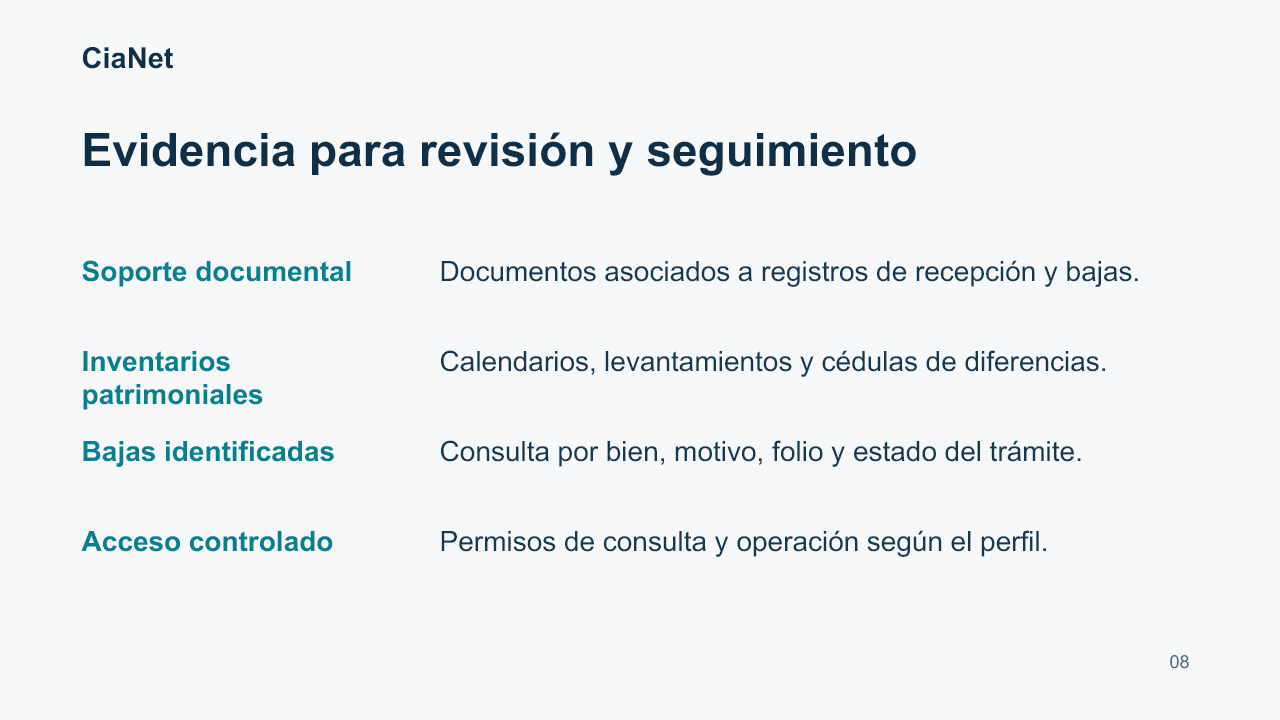 CiaNet
Evidencia para revisión y seguimiento
Soporte documental
Documentos asociados a registros de recepción y bajas.
Inventarios
patrimoniales
Calendarios, levantamientos y cédulas de diferencias.
Bajas identificadas
Consulta por bien, motivo, folio y estado del trámite.
Acceso controlado
Permisos de consulta y operación según el perfil.
08